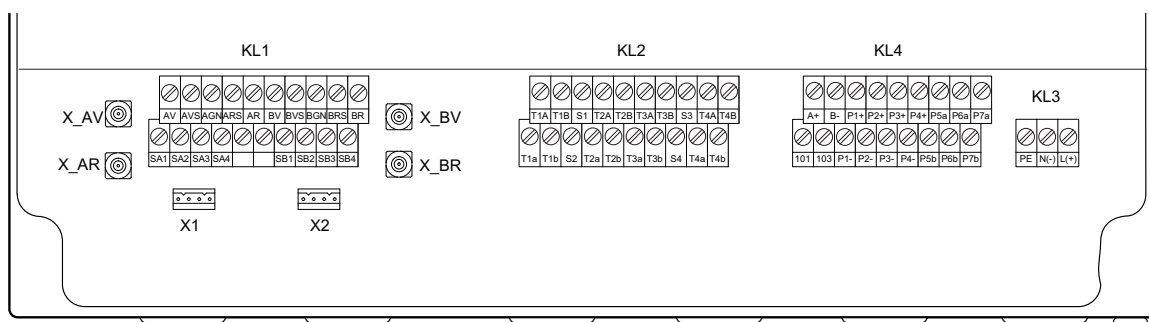 KL1 KL2 KL4
KL3
X_AV AV AVS AGN ARS AR BV BVS BGN BRS BR X_BV T1A T1B S1 T2A T2B T3A T3B S3 T4A T4B A+ B- P1+ P2+ P3+ P4+ P5a P6a P7a
X_AR SA1 SA2 SA3 SA4 SB1 SB2 SB3 SB4 X_BR T1a T1b S2 T2a T2b T3a T3b S4 T4a T4b 101 103 P1- P2- P3- P4- P5b P6b P7b PE N(-) L(+)
X1 X2